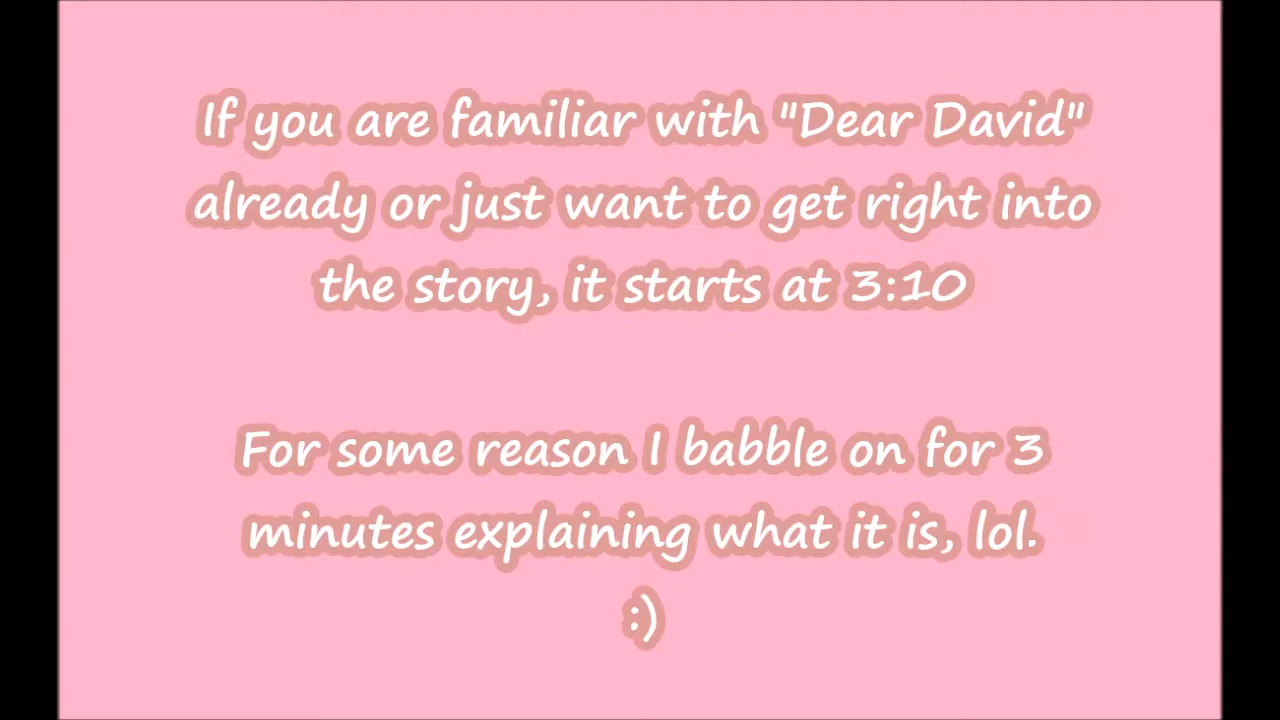 If you are familiar with "Dear David"
already or just want to get right into
the story, it starts at 3:10
For some reason I babble on for 3
minutes explaining what it is, lol.
:)